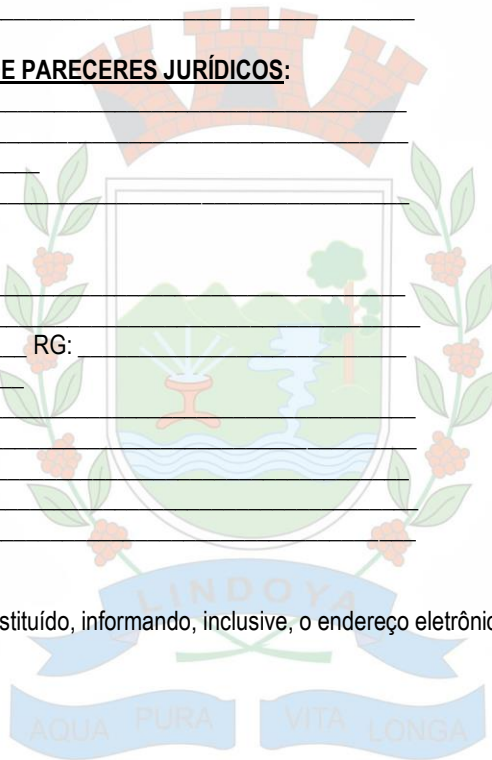 E PARECERES JURÍDICOS:
RG:
LINDOYA
stituído, informando, inclusive, o endereço eletrônic
AQUA PURA VITA LONGA